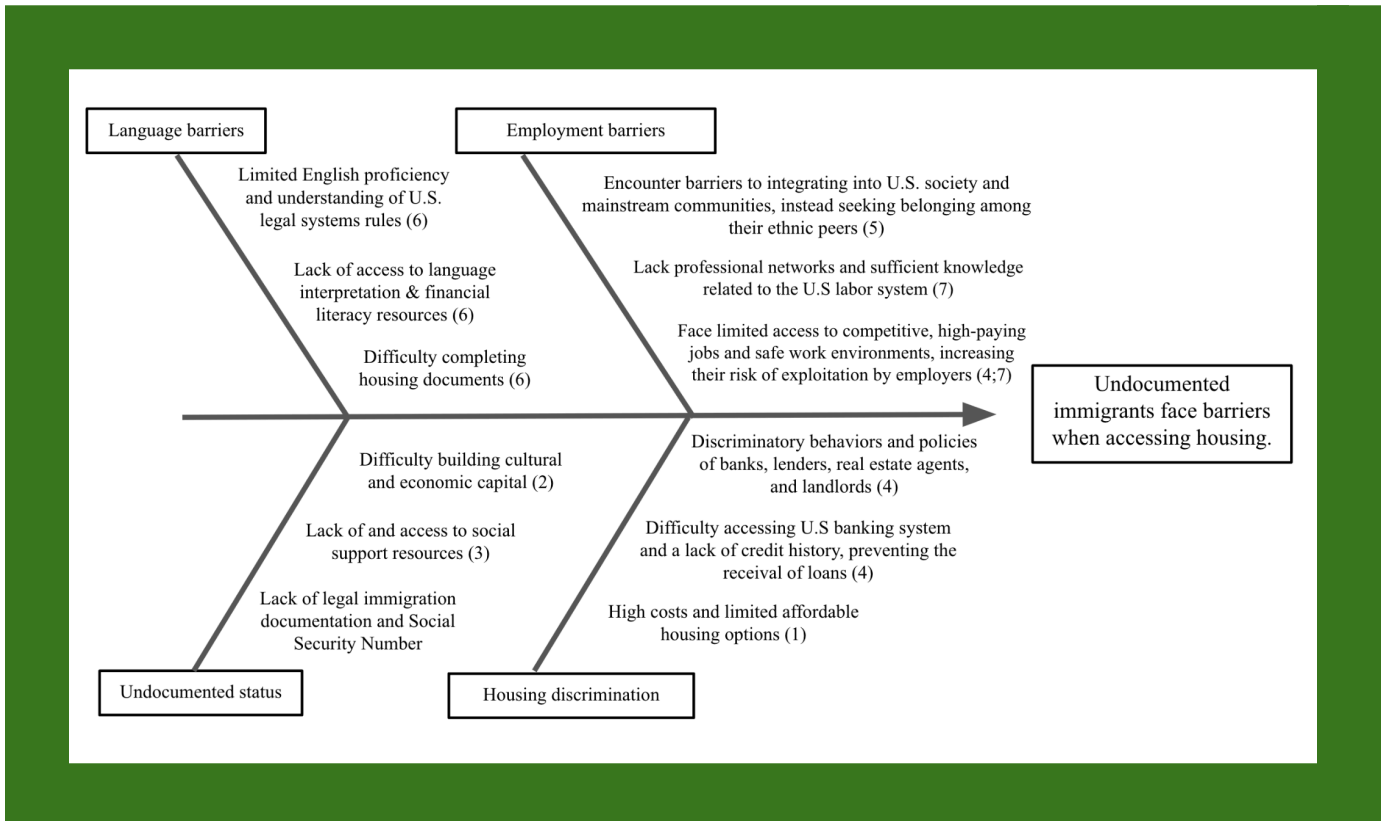 Language barriers
Limited English proficiency
and understanding of U.S.
legal systems rules (6)
Lack of access to language
interpretation & financial
literacy resources (6)
Difficulty completing
housing documents (6)
Employment barriers
Encounter barriers to integrating into U.S. society and
mainstream communities, instead seeking belonging among
their ethnic peers (5)
Lack professional networks and sufficient knowledge
related to the U.S labor system (7)
Face limited access to competitive, high-paying
jobs and safe work environments, increasing
their risk of exploitation by employers (4;7)
Undocumented
immigrants face barriers
when accessing housing.
Difficulty building cultural
and economic capital (2)
Lack of and access to social
support resources (3)
Lack of legal immigration
documentation and Social
Security Number
Undocumented status
Discriminatory behaviors and policies
of banks, lenders, real estate agents,
and landlords (4)
Difficulty accessing U.S banking system
and a lack of credit history, preventing the
receival of loans (4)
High costs and limited affordable
housing options (1)
Housing discrimination